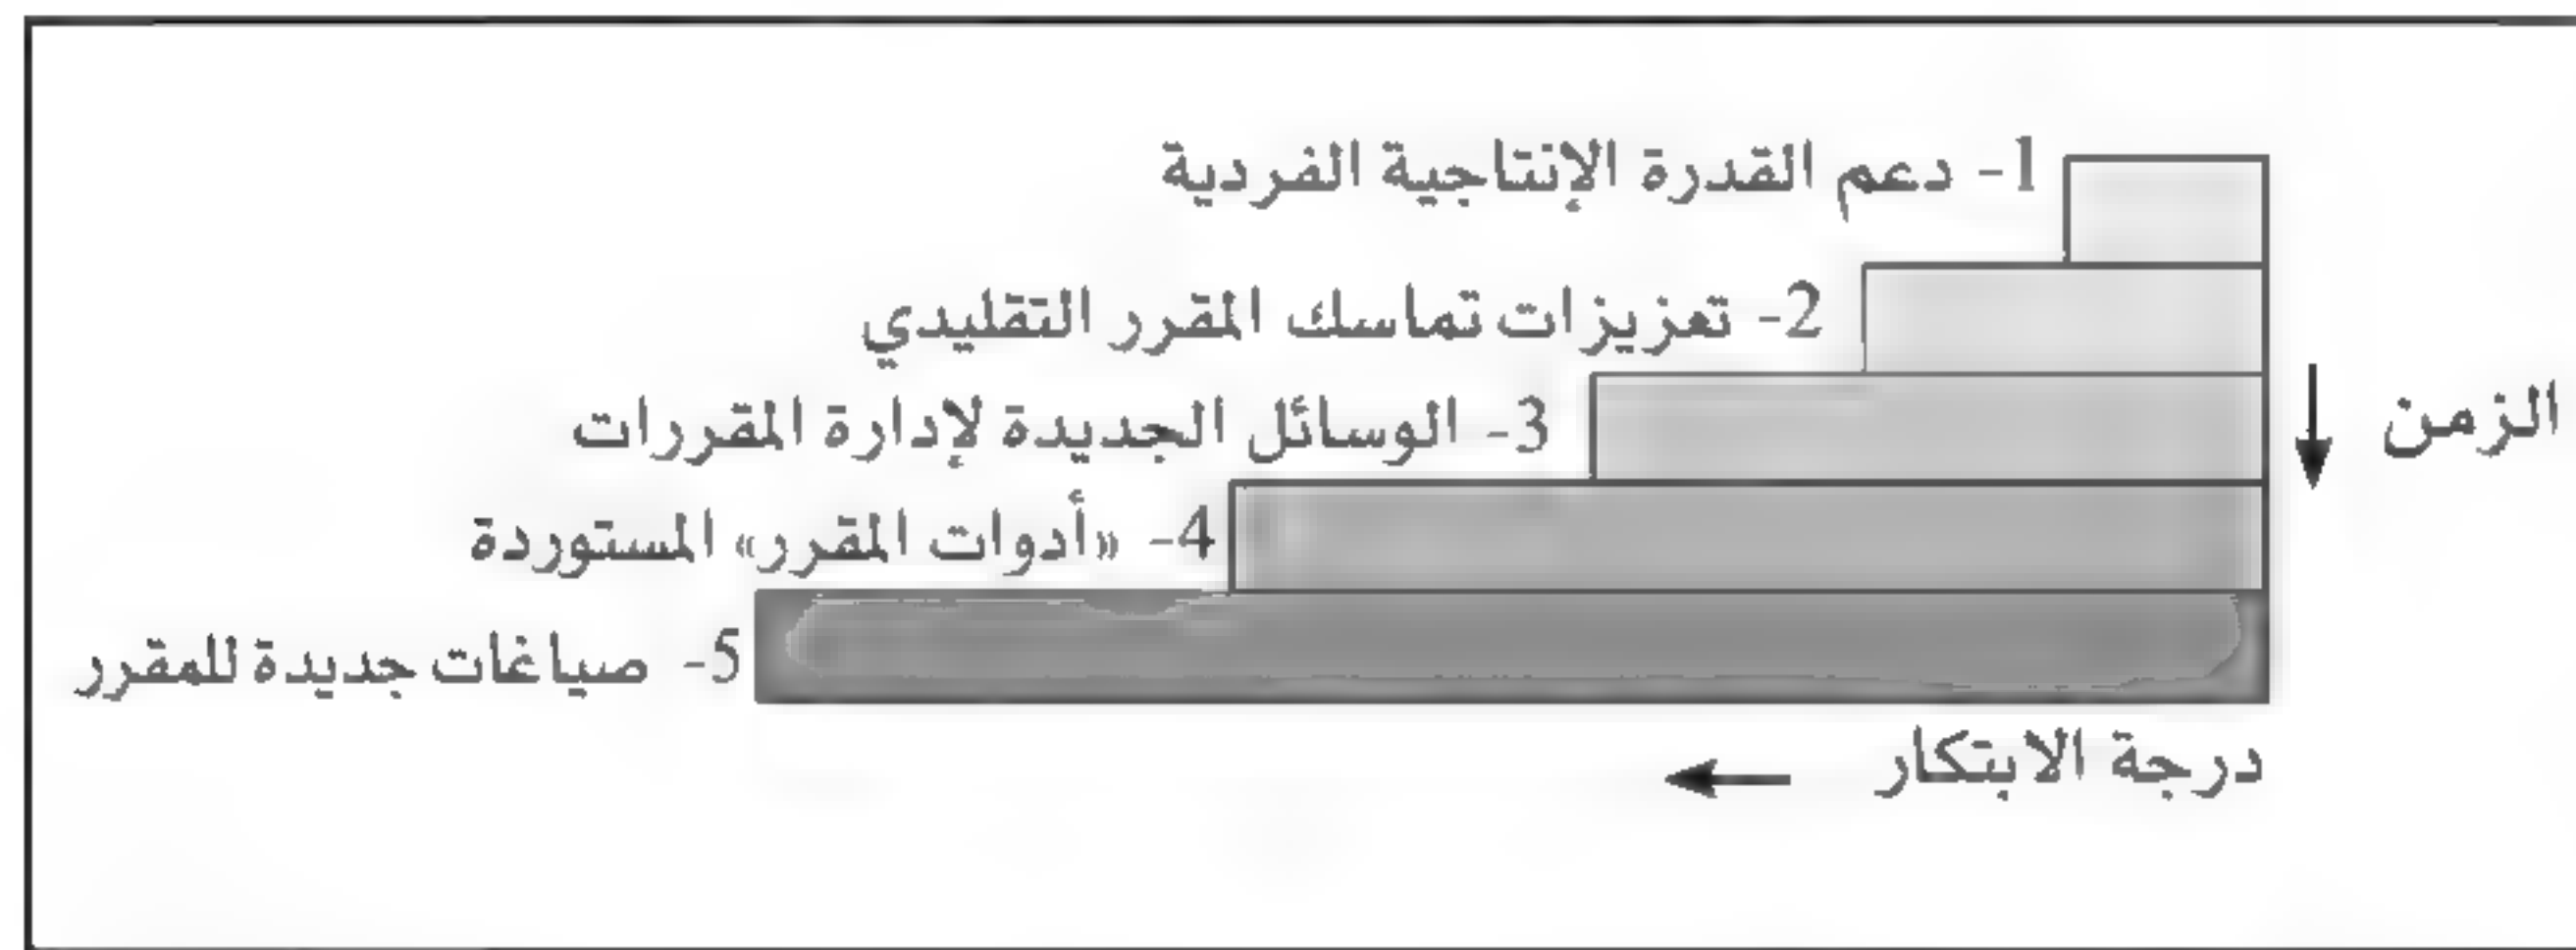 1- دعم القدرة الإنتاجية الفردية
2- تعزيزات تماسك المقرر التقليدي
الزمن
3- الوسائل الجديدة لإدارة المقررات
4- «أدوات المقرر» المستوردة
5- صياغات جديدة للمقرر
درجة الابتكار